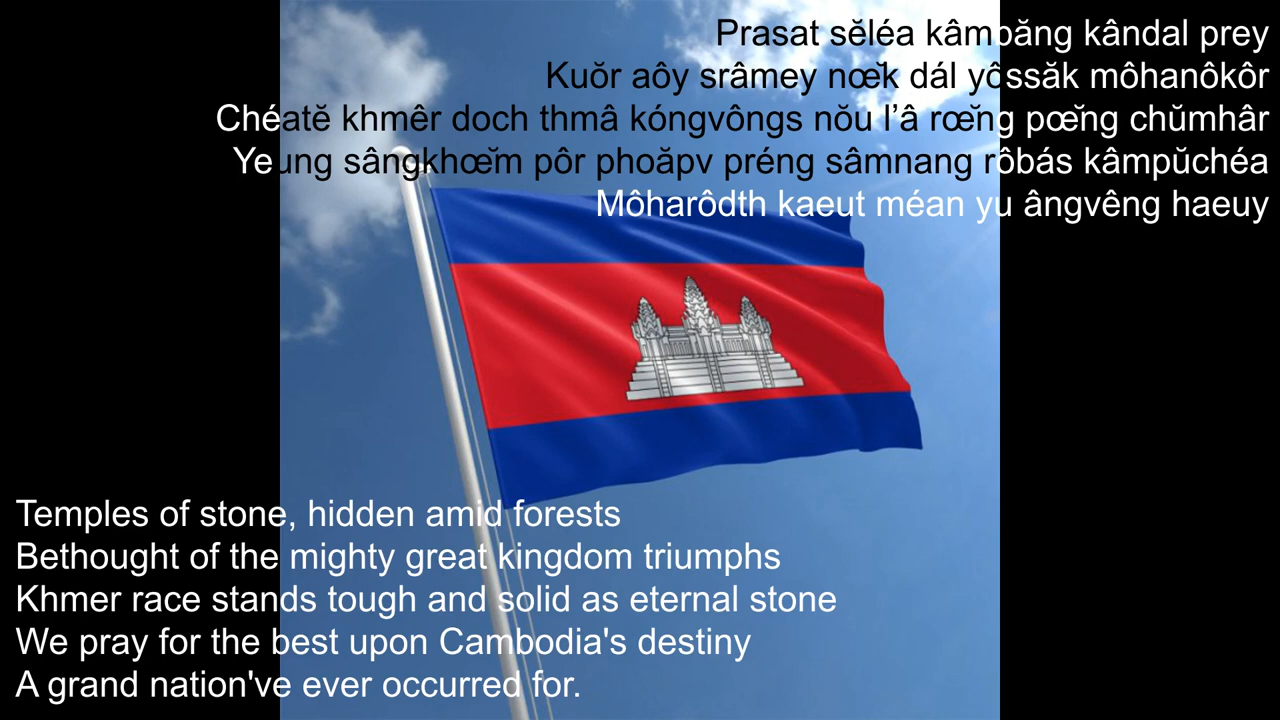 Prasat sĕléa kâmbăng kândal prey
Kuŏr aôy srâmey nœ̆k dál yôssăk môhanôkôr
Chéatĕ khmêr doch thmâ kóngvôngs nŏu l’â rœ̆ng pœ̆ng chŭmhâr
Yeung sângkhœ̆m pôr phoăpv préng sâmnang rôbás kâmpŭchéa
Môharôdth kaeut méan yu ângvêng haeuy
Temples of stone, hidden amid forests
Bethought of the mighty great kingdom triumphs
Khmer race stands tough and solid as eternal stone
We pray for the best upon Cambodia's destiny
A grand nation've ever occurred for.